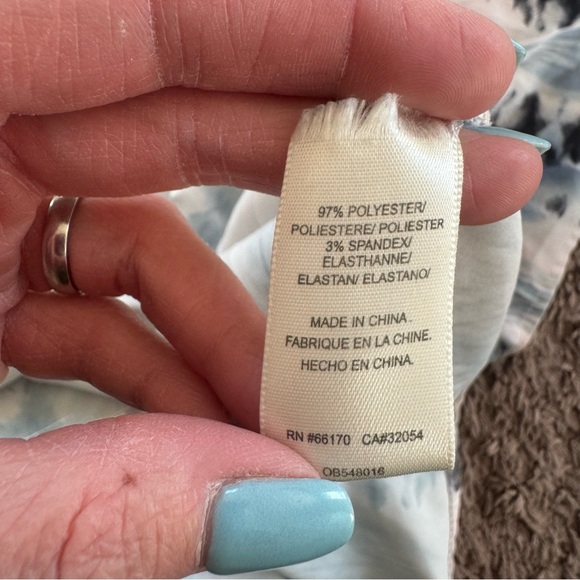 97% POLYESTER/
POLIESTERE/ POLIESTER
3% SPANDEX/
ELASTHANNE/
ELASTAN/ ELASTANO/
MADE IN CHINA.
FABRIQUE EN LA CHINE.
HECHO EN CHINA.
RN #66170 CA#32054
OB548016